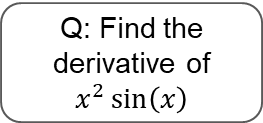 Q: Find the
derivative of
x² sin(x)